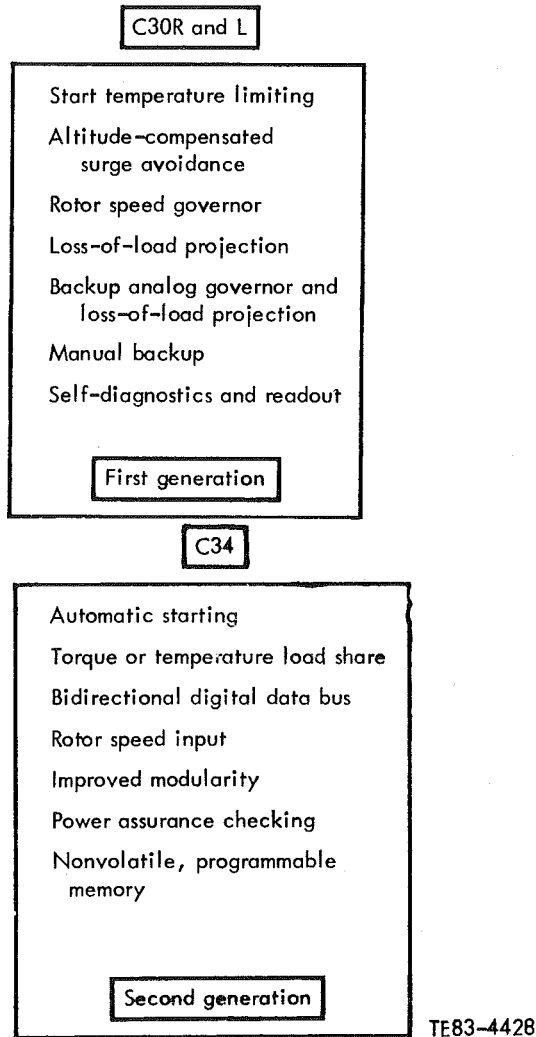 C30R and L
Start temperature limiting
Altitude-compensated
surge avoidance
Rotor speed governor
Loss-of-load projection
Backup analog governor and
loss-of-load projection
Manual backup
Self-diagnostics and readout
First generation
C34
Automatic starting
Torque or temperature load share
Bidirectional digital data bus
Rotor speed input
Improved modularity
Power assurance checking
Nonvolatile, programmable
memory
Second generation
TE83-4428